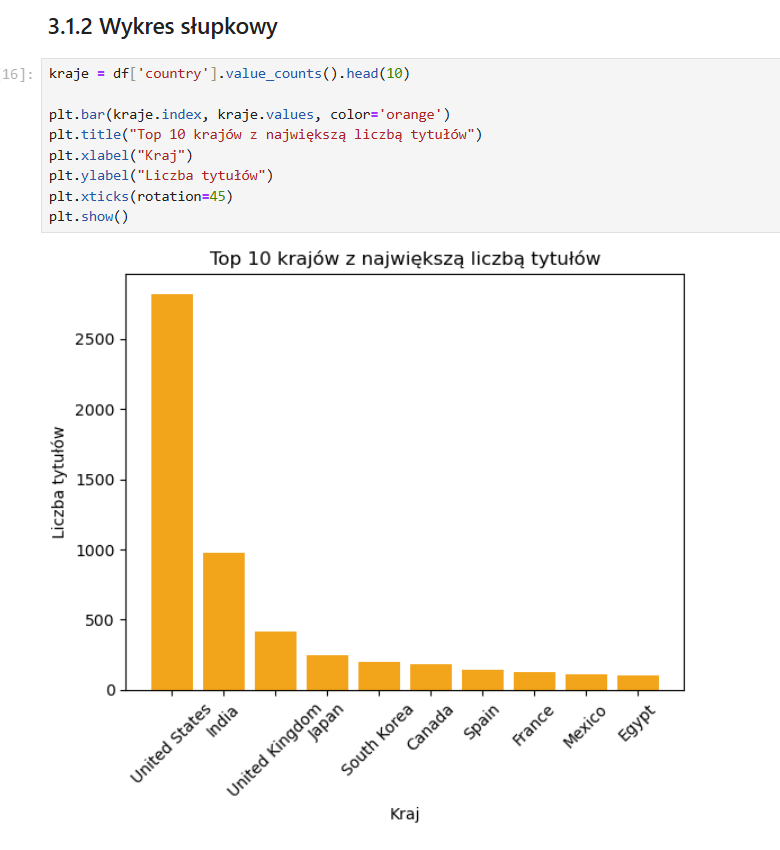 3.1.2 Wykres słupkowy
16]:
kraje = df['country'].value_counts().head(10)
plt.bar(kraje.index, kraje.values, color='orange')
plt.title("Top 10 krajów z największą liczbą tytułów")
plt.xlabel("Kraj")
plt.ylabel("Liczba tytułów")
plt.xticks(rotation=45)
plt.show()
Top 10 krajów z największą liczbą tytułów
Liczba tytułów
2500
2000
1500
1000
500
0
United States
India
United Kingdom
Japan
South Korea
Canada
Spain
France
Mexico
Egypt
Kraj